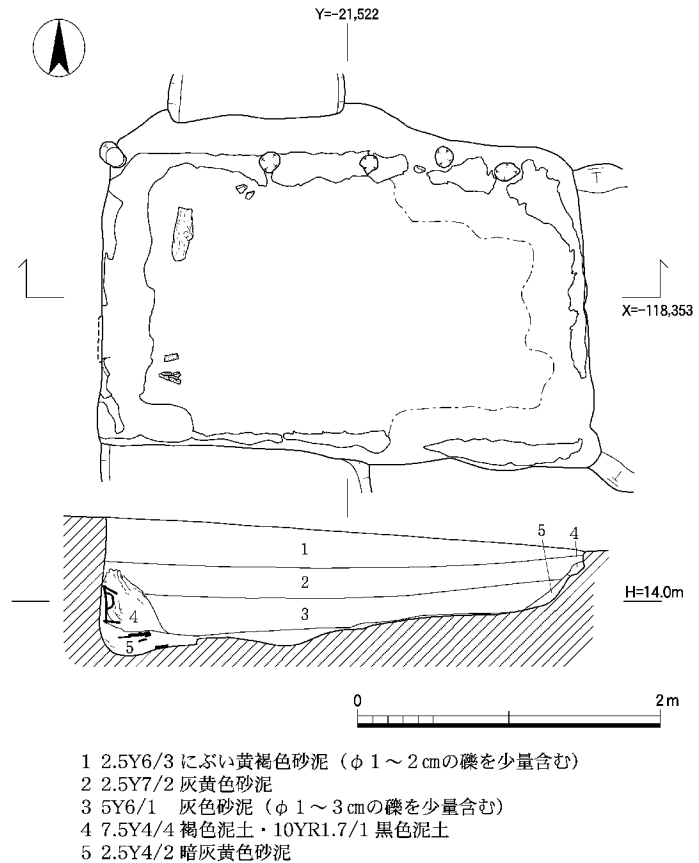 Y=-21,522
X=-118,353
1
2
3
4
5
5
4
H=14.0m
0
2m
1 2.5Y6/3 にぶい黄褐色砂泥（φ1～2㎝の礫を少量含む）
2 2.5Y7/2 灰黄色砂泥
3 5Y6/1 灰色砂泥（φ1～3㎝の礫を少量含む）
4 7.5Y4/4 褐色泥土・10YR1.7/1 黒色泥土
5 2.5Y4/2 暗灰黄色砂泥